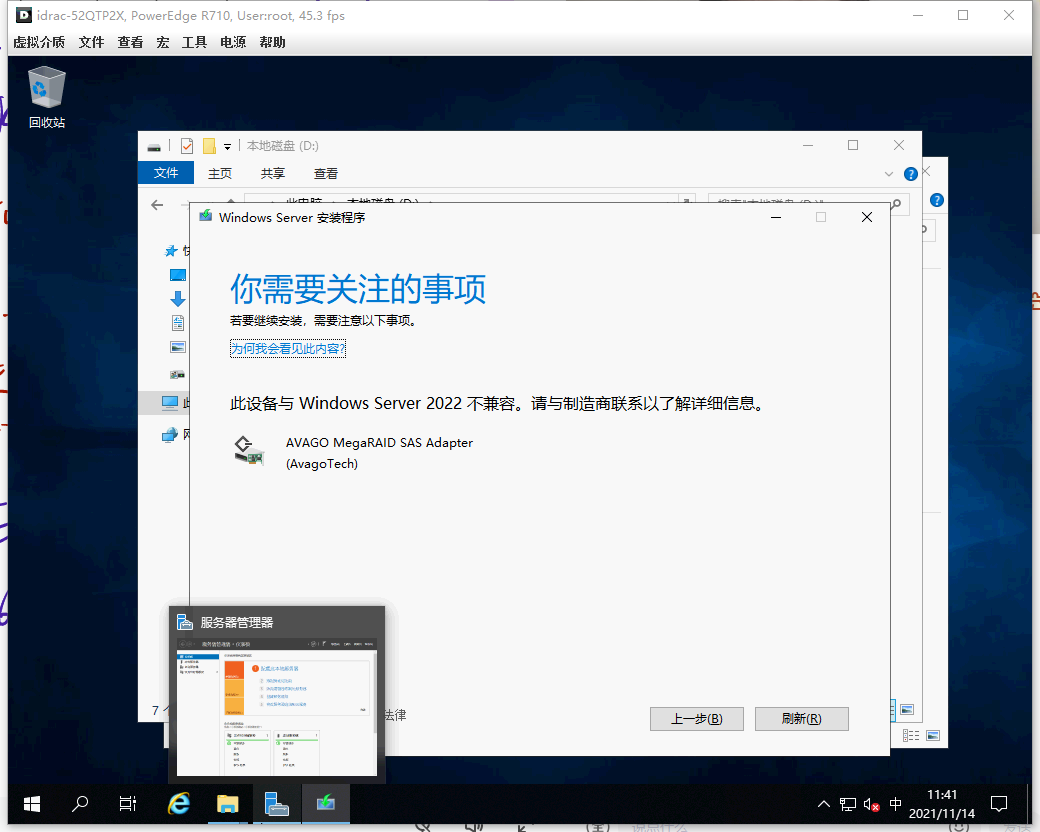 idrac-52QTP2X, PowerEdge R710, User:root, 45.3 fps
虚拟介质 文件 查看 宏 工具 电源 帮助
回收站
本地磁盘 (D:)
文件 主页 共享 查看
Windows Server 安装程序
你需要关注的事项
若要继续安装，需要注意以下事项。
为何我会看见此内容?
此设备与 Windows Server 2022 不兼容。请与制造商联系以了解详细信息。
AVAGO MegaRAID SAS Adapter
(AvagoTech)
服务器管理器
法律
上一步(B) 刷新(R)
中
11:41
2021/11/14